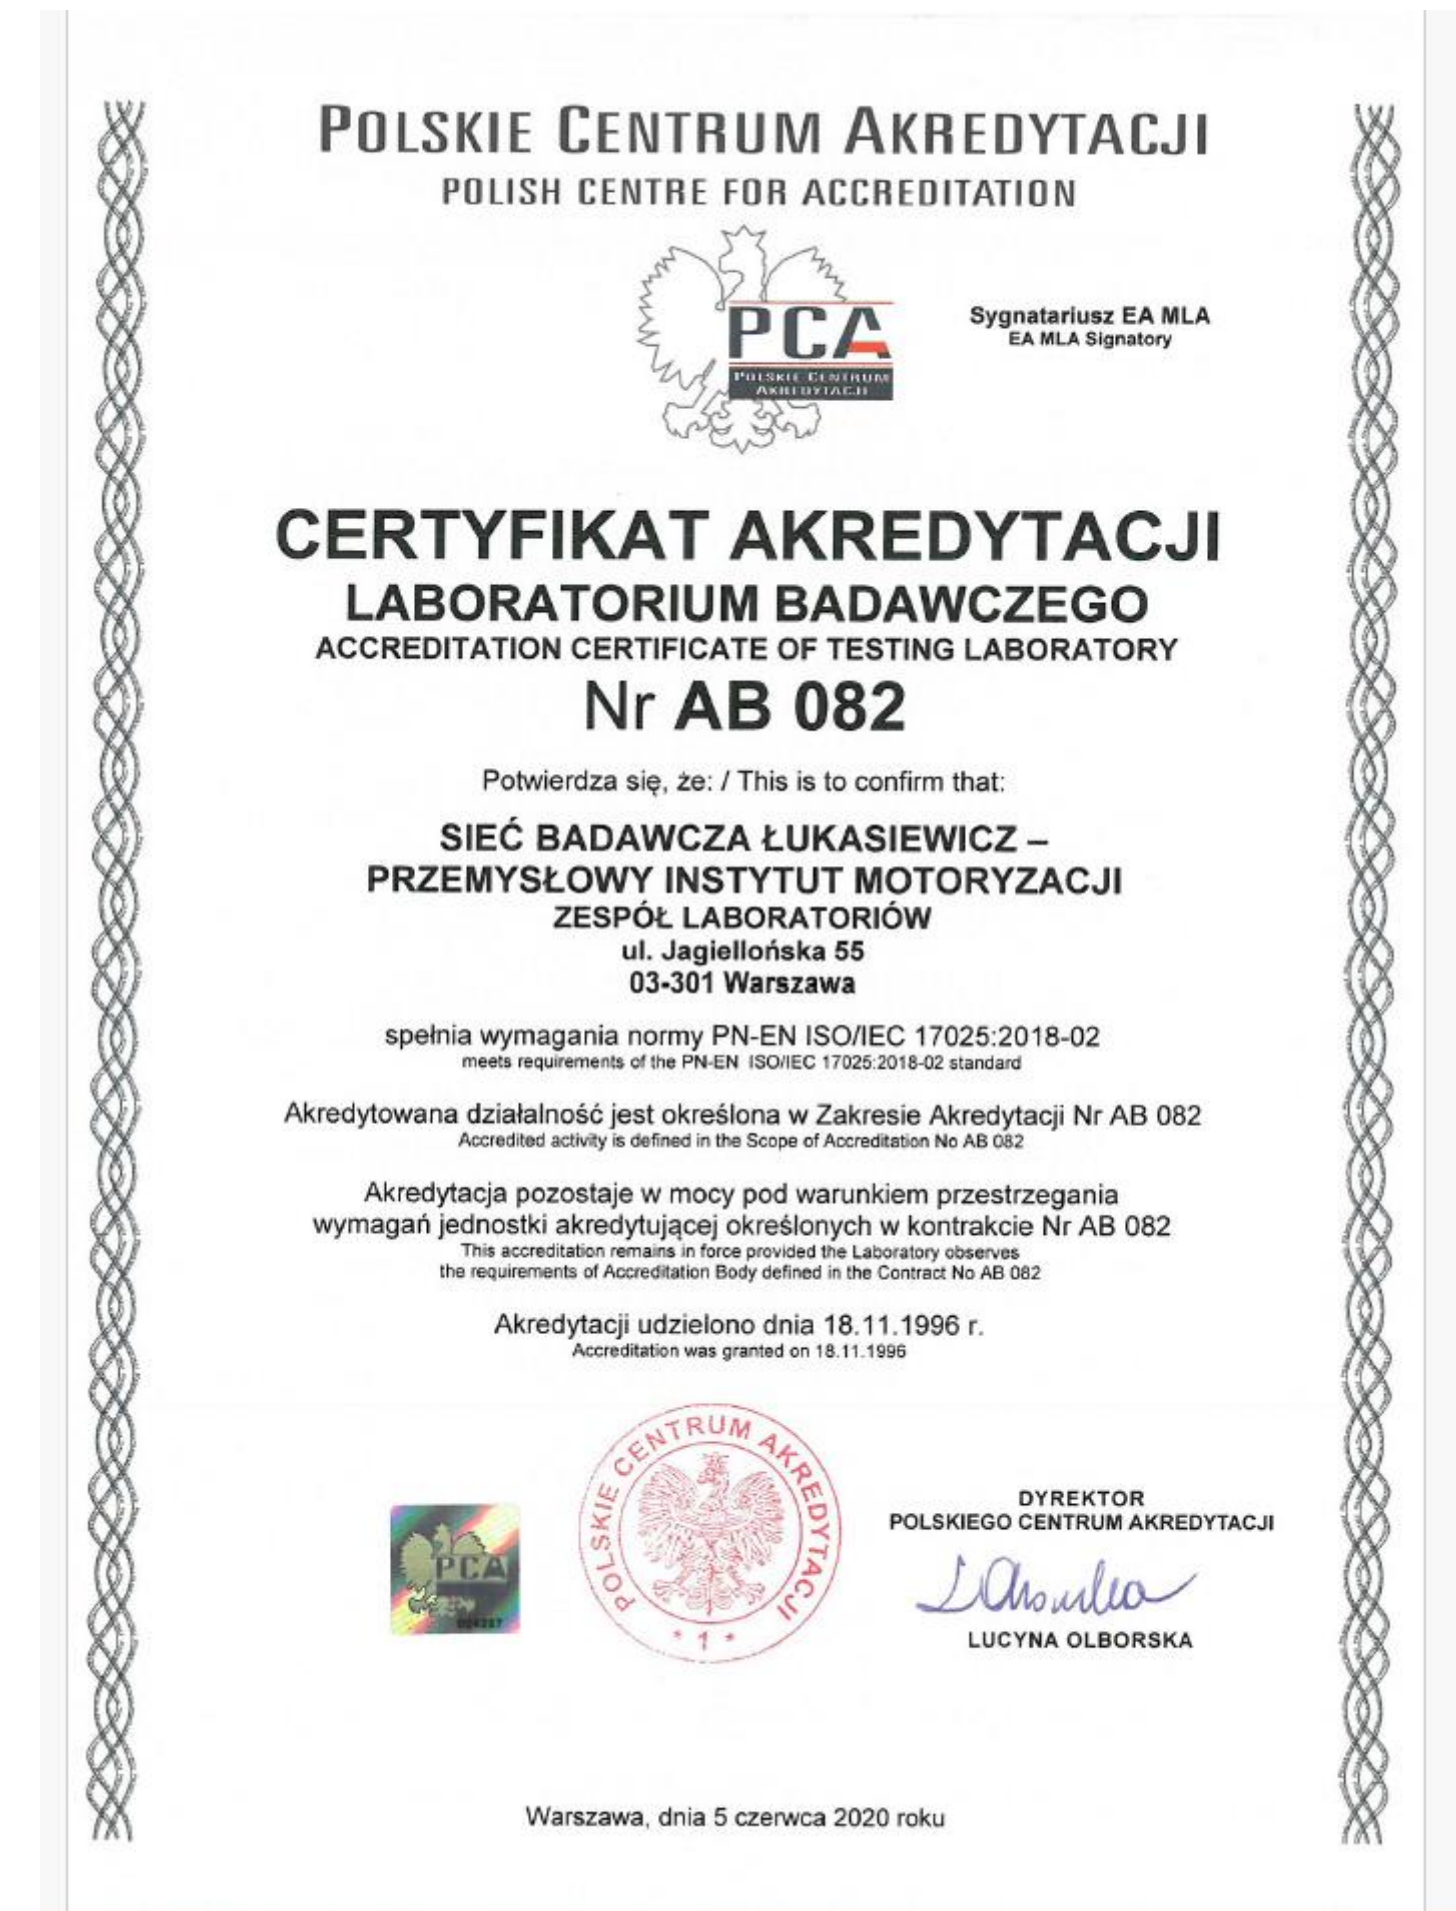 POLSKIE CENTRUM AKREDYTACJI
POLISH CENTRE FOR ACCREDITATION
PCA
POLSKIE CENTRUM
AKREDYTACJI
Sygnatariusz EA MLA
EA MLA Signatory
CERTYFIKAT AKREDYTACJI
LABORATORIUM BADAWCZEGO
ACCREDITATION CERTIFICATE OF TESTING LABORATORY
Nr AB 082
Potwierdza się, że: / This is to confirm that:
SIEĆ BADAWCZA ŁUKASIEWICZ –
PRZEMYSŁOWY INSTYTUT MOTORYZACJI
ZESPÓŁ LABORATORIÓW
ul. Jagiellońska 55
03-301 Warszawa
spełnia wymagania normy PN-EN ISO/IEC 17025:2018-02
meets requirements of the PN-EN ISO/IEC 17025:2018-02 standard
Akredytowana działalność jest określona w Zakresie Akredytacji Nr AB 082
Accredited activity is defined in the Scope of Accreditation No AB 082
Akredytacja pozostaje w mocy pod warunkiem przestrzegania
wymagań jednostki akredytującej określonych w kontrakcie Nr AB 082
This accreditation remains in force provided the Laboratory observes
the requirements of Accreditation Body defined in the Contract No AB 082
Akredytacji udzielono dnia 18.11.1996 r.
Accreditation was granted on 18.11.1996
PCA
POLSKIE CENTRUM AKREDYTACJI
* 1 *
DYREKTOR
POLSKIEGO CENTRUM AKREDYTACJI
LUCYNA OLBORSKA
Warszawa, dnia 5 czerwca 2020 roku